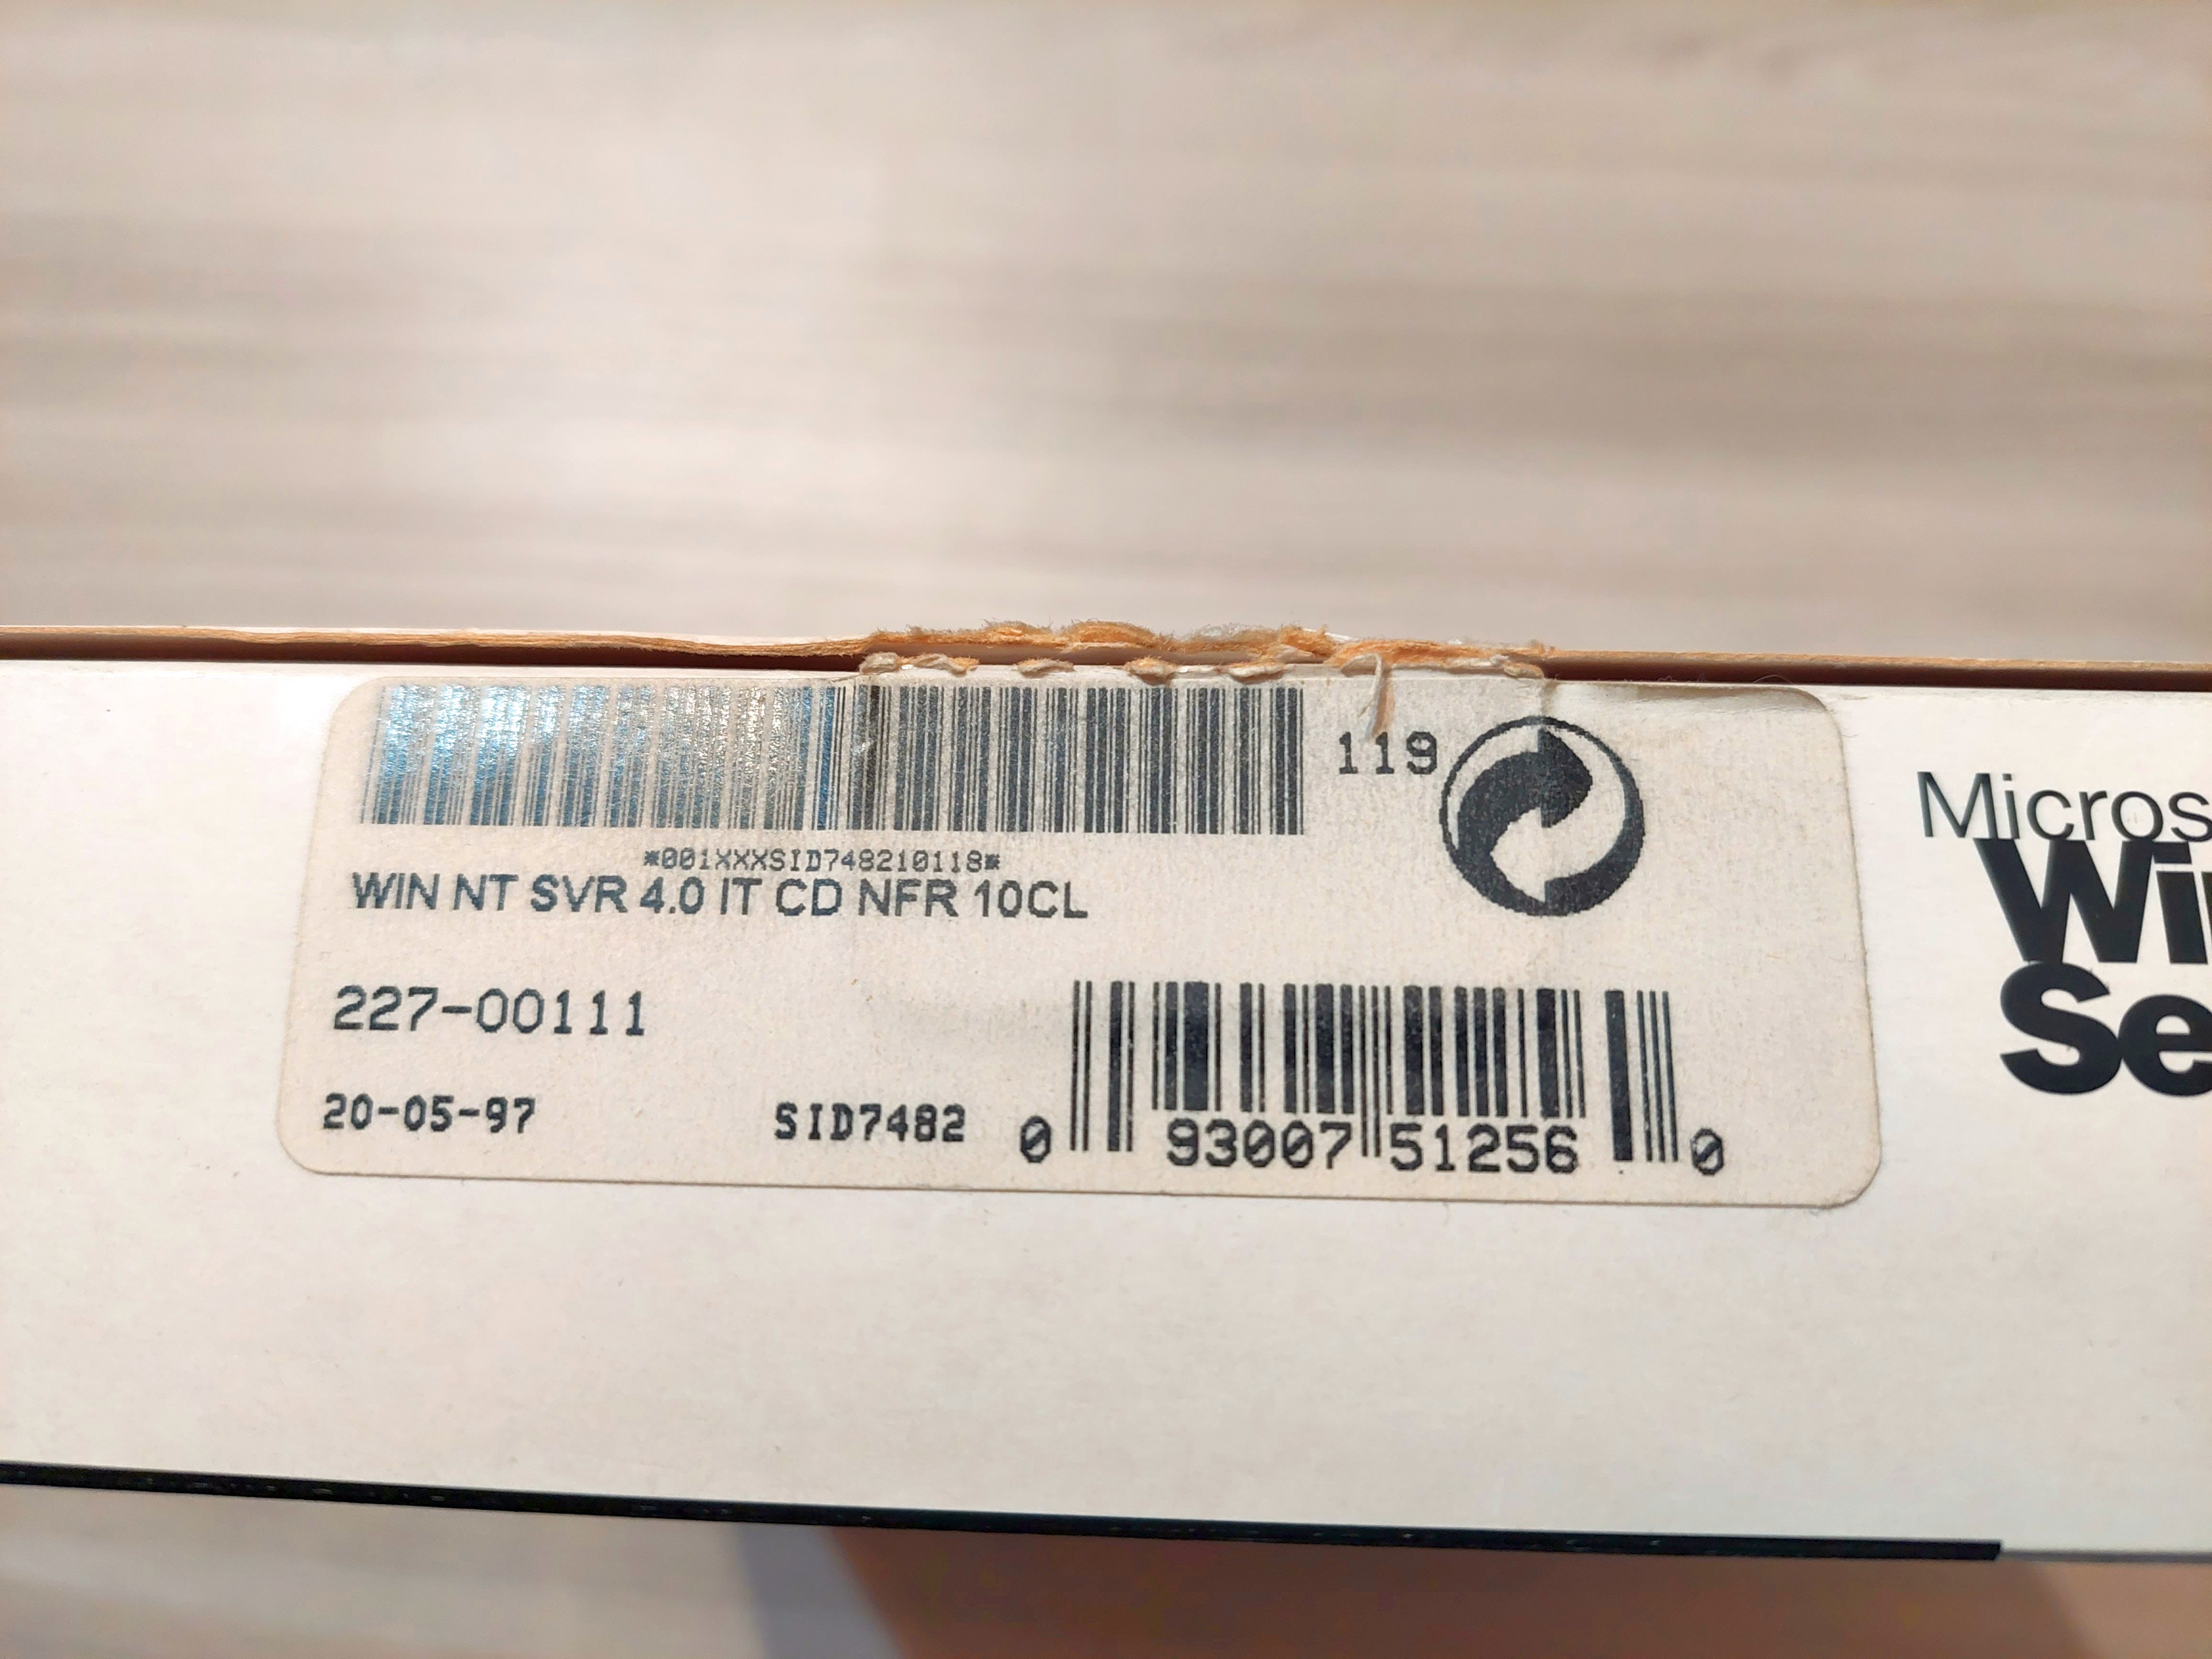 119
*001XXXSID748210118*
WIN NT SVR 4.0 IT CD NFR 10CL
227-00111
20-05-97
SID7482
0 93007 51256 0
Micros
Wi
Se